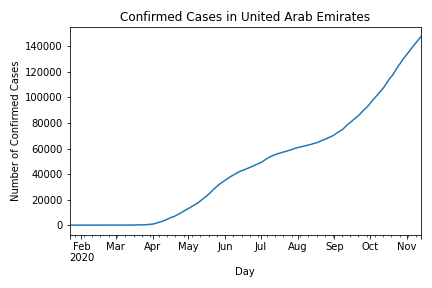 Confirmed Cases in United Arab Emirates
Number of Confirmed Cases
140000
120000
100000
80000
60000
40000
20000
0
Feb Mar Apr May Jun Jul Aug Sep Oct Nov
2020
Day